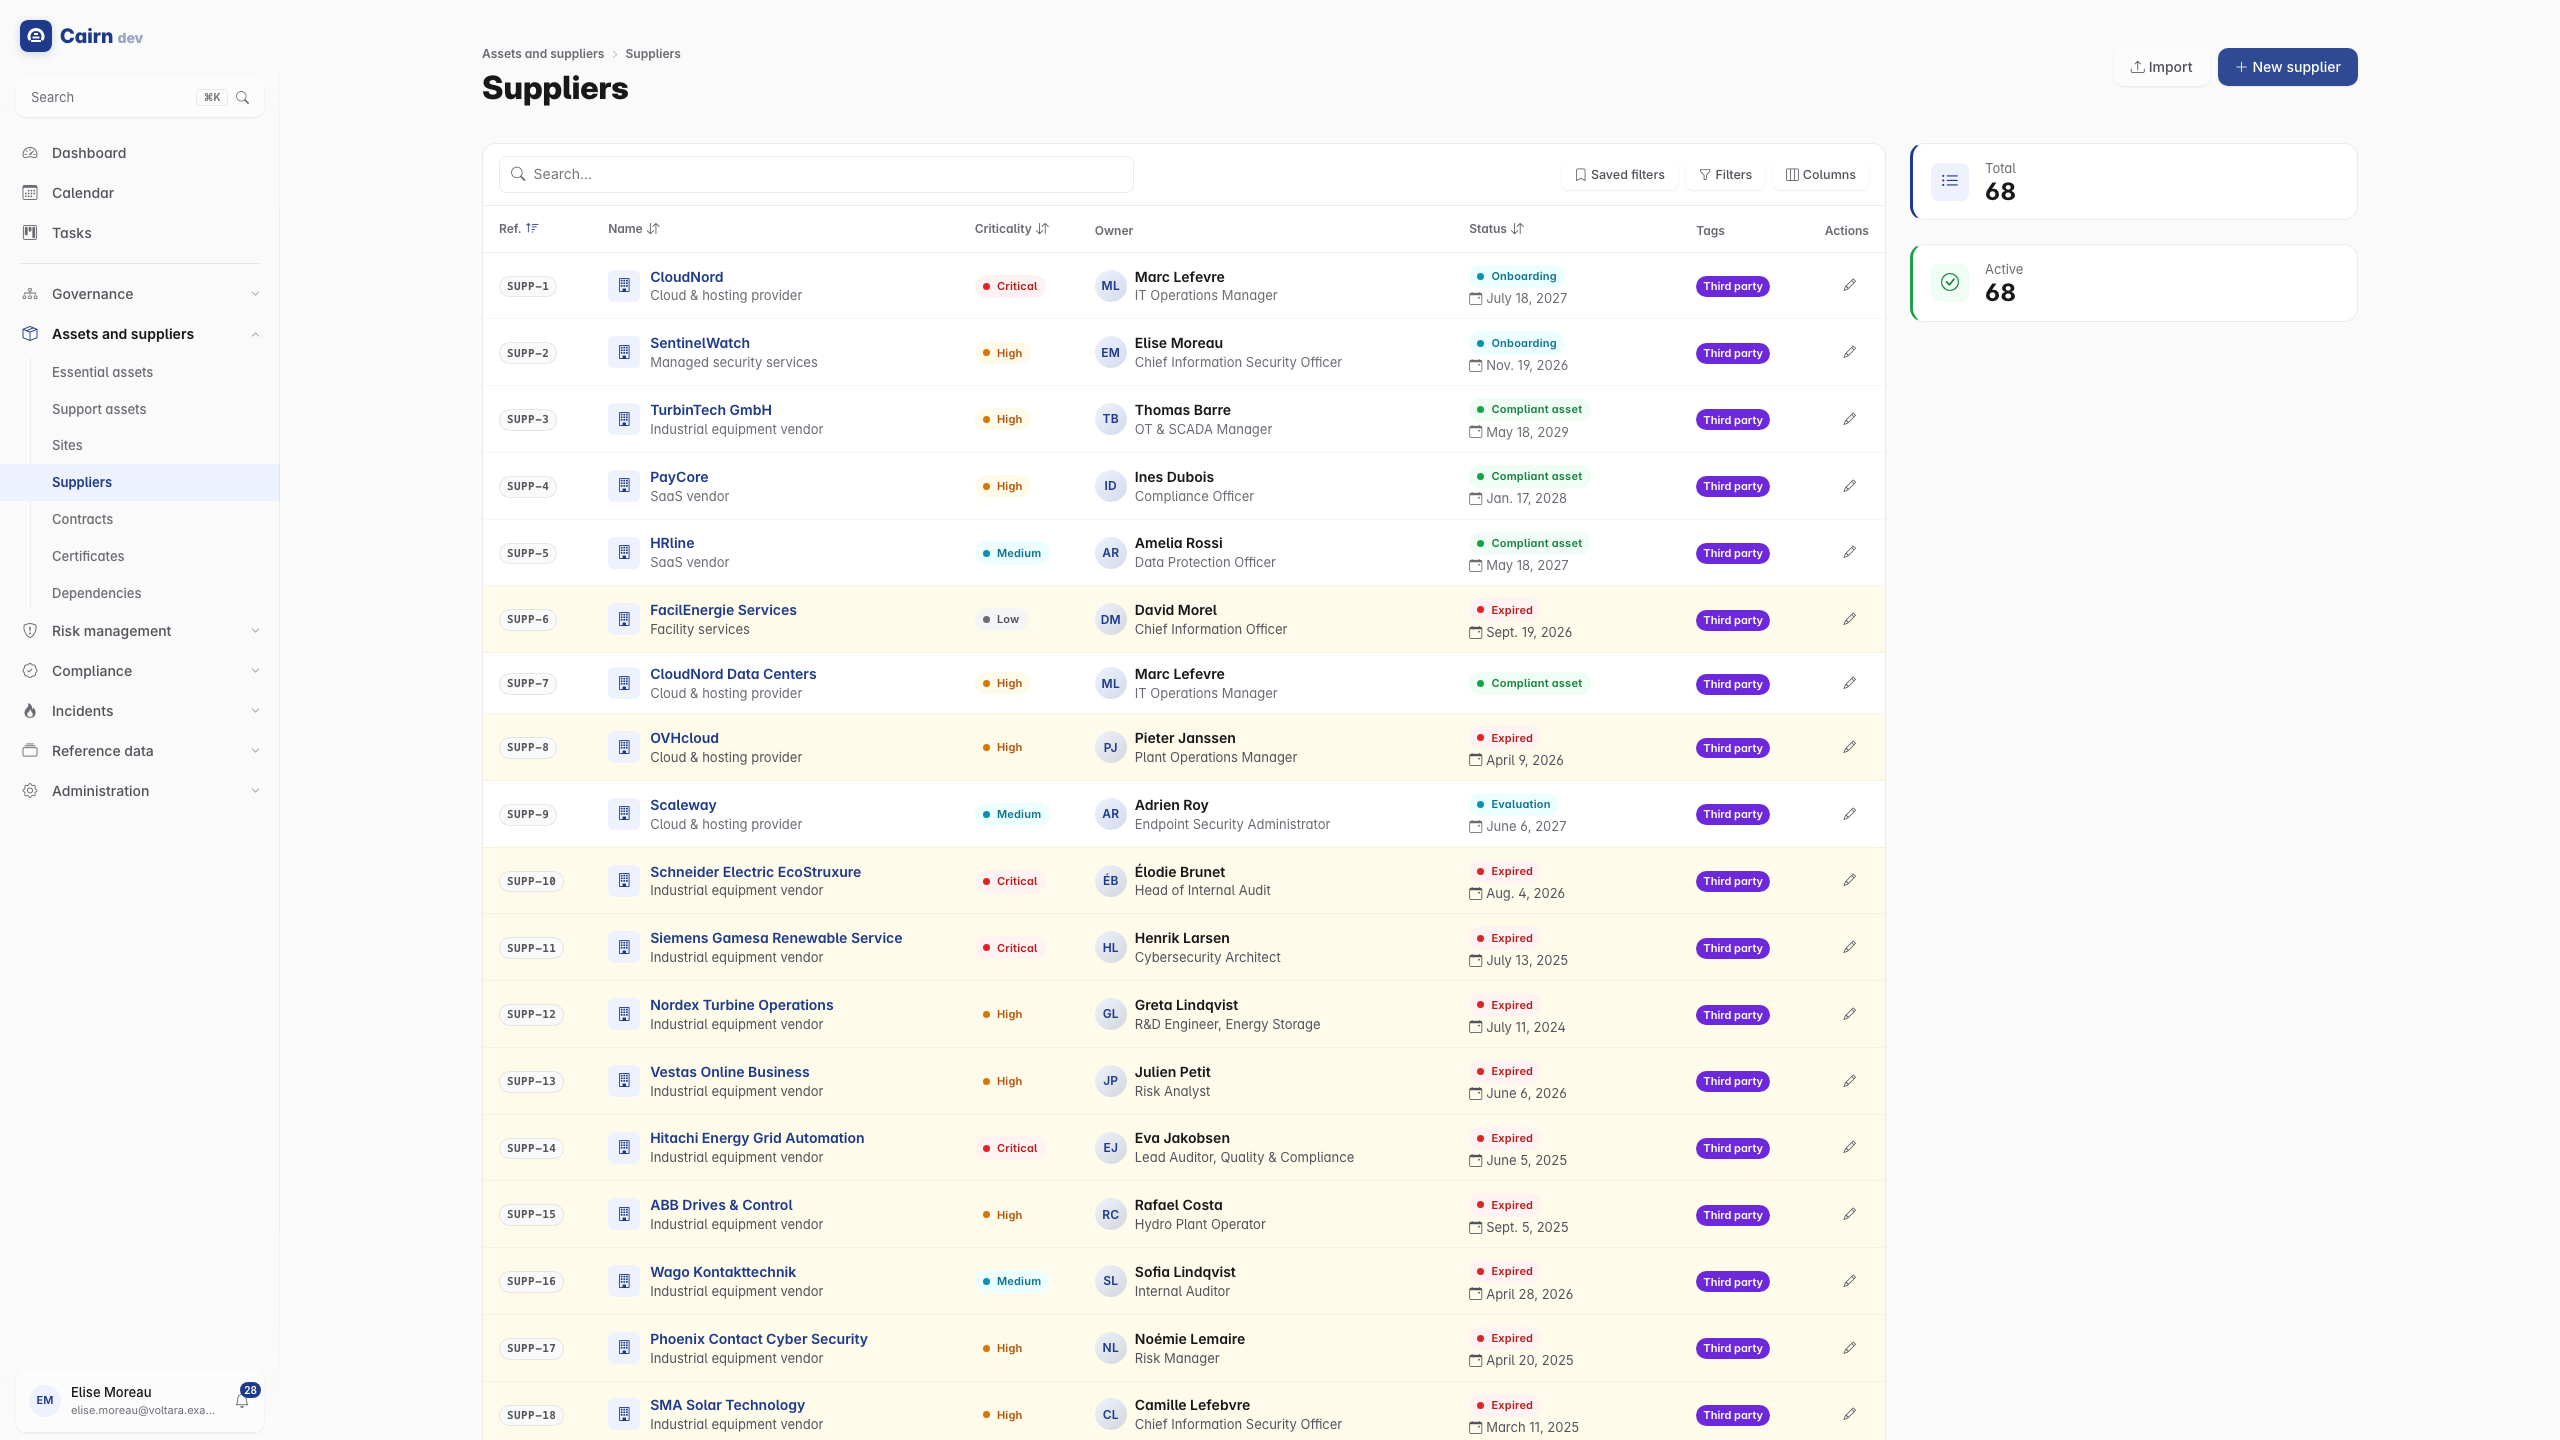 Cairn dev
Search ⌘K
Dashboard
Calendar
Tasks
Governance
Assets and suppliers
Essential assets
Support assets
Sites
Suppliers
Contracts
Certificates
Dependencies
Risk management
Compliance
Incidents
Reference data
Administration
EM Elise Moreau 28
elise.moreau@voltara.exa...
Assets and suppliers > Suppliers
Suppliers
Import
+ New supplier
Search...
Saved filters
Filters
Columns
Total
68
Active
68
Ref. Name Criticality Owner Status Tags Actions
SUPP-1 CloudNord Critical ML Marc Lefevre Onboarding Third party
Cloud & hosting provider IT Operations Manager July 18, 2027
SUPP-2 SentinelWatch High EM Elise Moreau Onboarding Third party
Managed security services Chief Information Security Officer Nov. 19, 2026
SUPP-3 TurbinTech GmbH High TB Thomas Barre Compliant asset Third party
Industrial equipment vendor OT & SCADA Manager May 18, 2029
SUPP-4 PayCore High ID Ines Dubois Compliant asset Third party
SaaS vendor Compliance Officer Jan. 17, 2028
SUPP-5 HRline Medium AR Amelia Rossi Compliant asset Third party
SaaS vendor Data Protection Officer May 18, 2027
SUPP-6 FacilEnergie Services Low DM David Morel Expired Third party
Facility services Chief Information Officer Sept. 19, 2026
SUPP-7 CloudNord Data Centers High ML Marc Lefevre Compliant asset Third party
Cloud & hosting provider IT Operations Manager
SUPP-8 OVHcloud High PJ Pieter Janssen Expired Third party
Cloud & hosting provider Plant Operations Manager April 9, 2026
SUPP-9 Scaleway Medium AR Adrien Roy Evaluation Third party
Cloud & hosting provider Endpoint Security Administrator June 6, 2027
SUPP-10 Schneider Electric EcoStruxure Critical ÉB Élodie Brunet Expired Third party
Industrial equipment vendor Head of Internal Audit Aug. 4, 2026
SUPP-11 Siemens Gamesa Renewable Service Critical HL Henrik Larsen Expired Third party
Industrial equipment vendor Cybersecurity Architect July 13, 2025
SUPP-12 Nordex Turbine Operations High GL Greta Lindqvist Expired Third party
Industrial equipment vendor R&D Engineer, Energy Storage July 11, 2024
SUPP-13 Vestas Online Business High JP Julien Petit Expired Third party
Industrial equipment vendor Risk Analyst June 6, 2026
SUPP-14 Hitachi Energy Grid Automation Critical EJ Eva Jakobsen Expired Third party
Industrial equipment vendor Lead Auditor, Quality & Compliance June 5, 2025
SUPP-15 ABB Drives & Control High RC Rafael Costa Expired Third party
Industrial equipment vendor Hydro Plant Operator Sept. 5, 2025
SUPP-16 Wago Kontakttechnik Medium SL Sofia Lindqvist Expired Third party
Industrial equipment vendor Internal Auditor April 28, 2026
SUPP-17 Phoenix Contact Cyber Security High NL Noémie Lemaire Expired Third party
Industrial equipment vendor Risk Manager April 20, 2025
SUPP-18 SMA Solar Technology High CL Camille Lefebvre Expired Third party
Industrial equipment vendor Chief Information Security Officer March 11, 2025